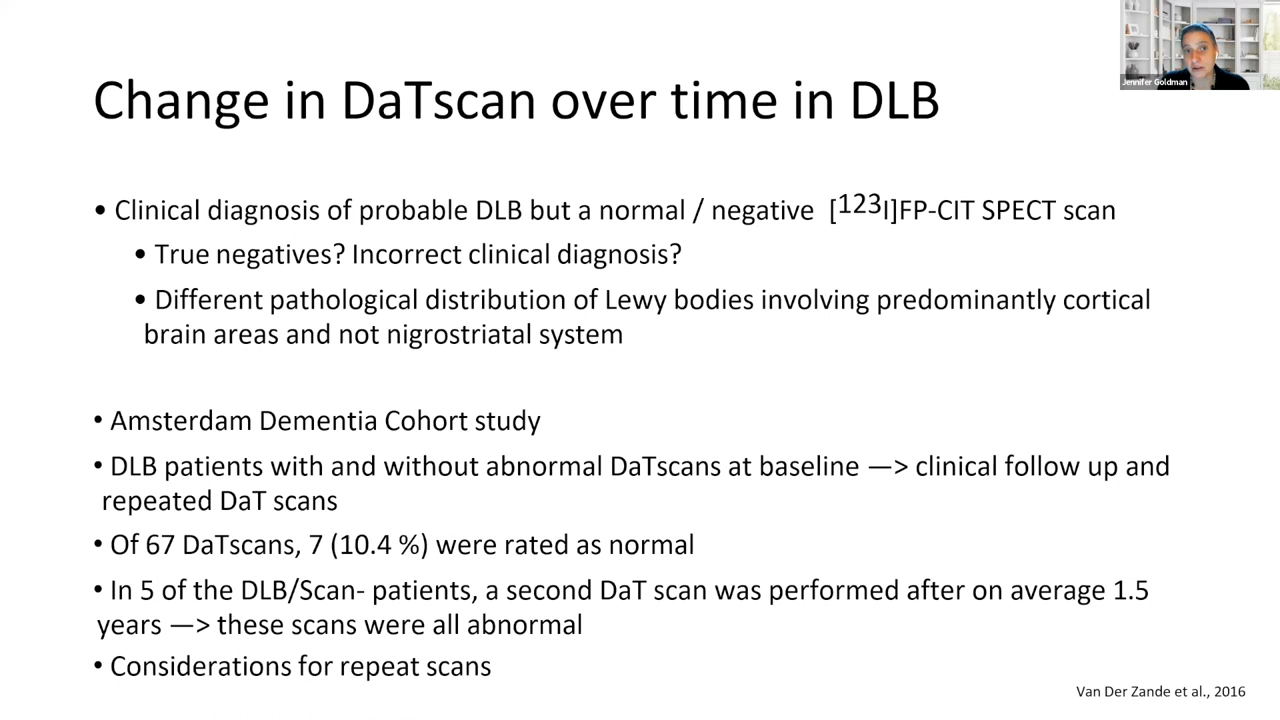 Jennifer Goldman
Change in DaTscan over time in DLB
• Clinical diagnosis of probable DLB but a normal / negative [123I]FP-CIT SPECT scan
• True negatives? Incorrect clinical diagnosis?
• Different pathological distribution of Lewy bodies involving predominantly cortical
brain areas and not nigrostriatal system
• Amsterdam Dementia Cohort study
• DLB patients with and without abnormal DaTscans at baseline —> clinical follow up and
repeated DaT scans
• Of 67 DaTscans, 7 (10.4 %) were rated as normal
• In 5 of the DLB/Scan- patients, a second DaT scan was performed after on average 1.5
years —> these scans were all abnormal
• Considerations for repeat scans
Van Der Zande et al., 2016